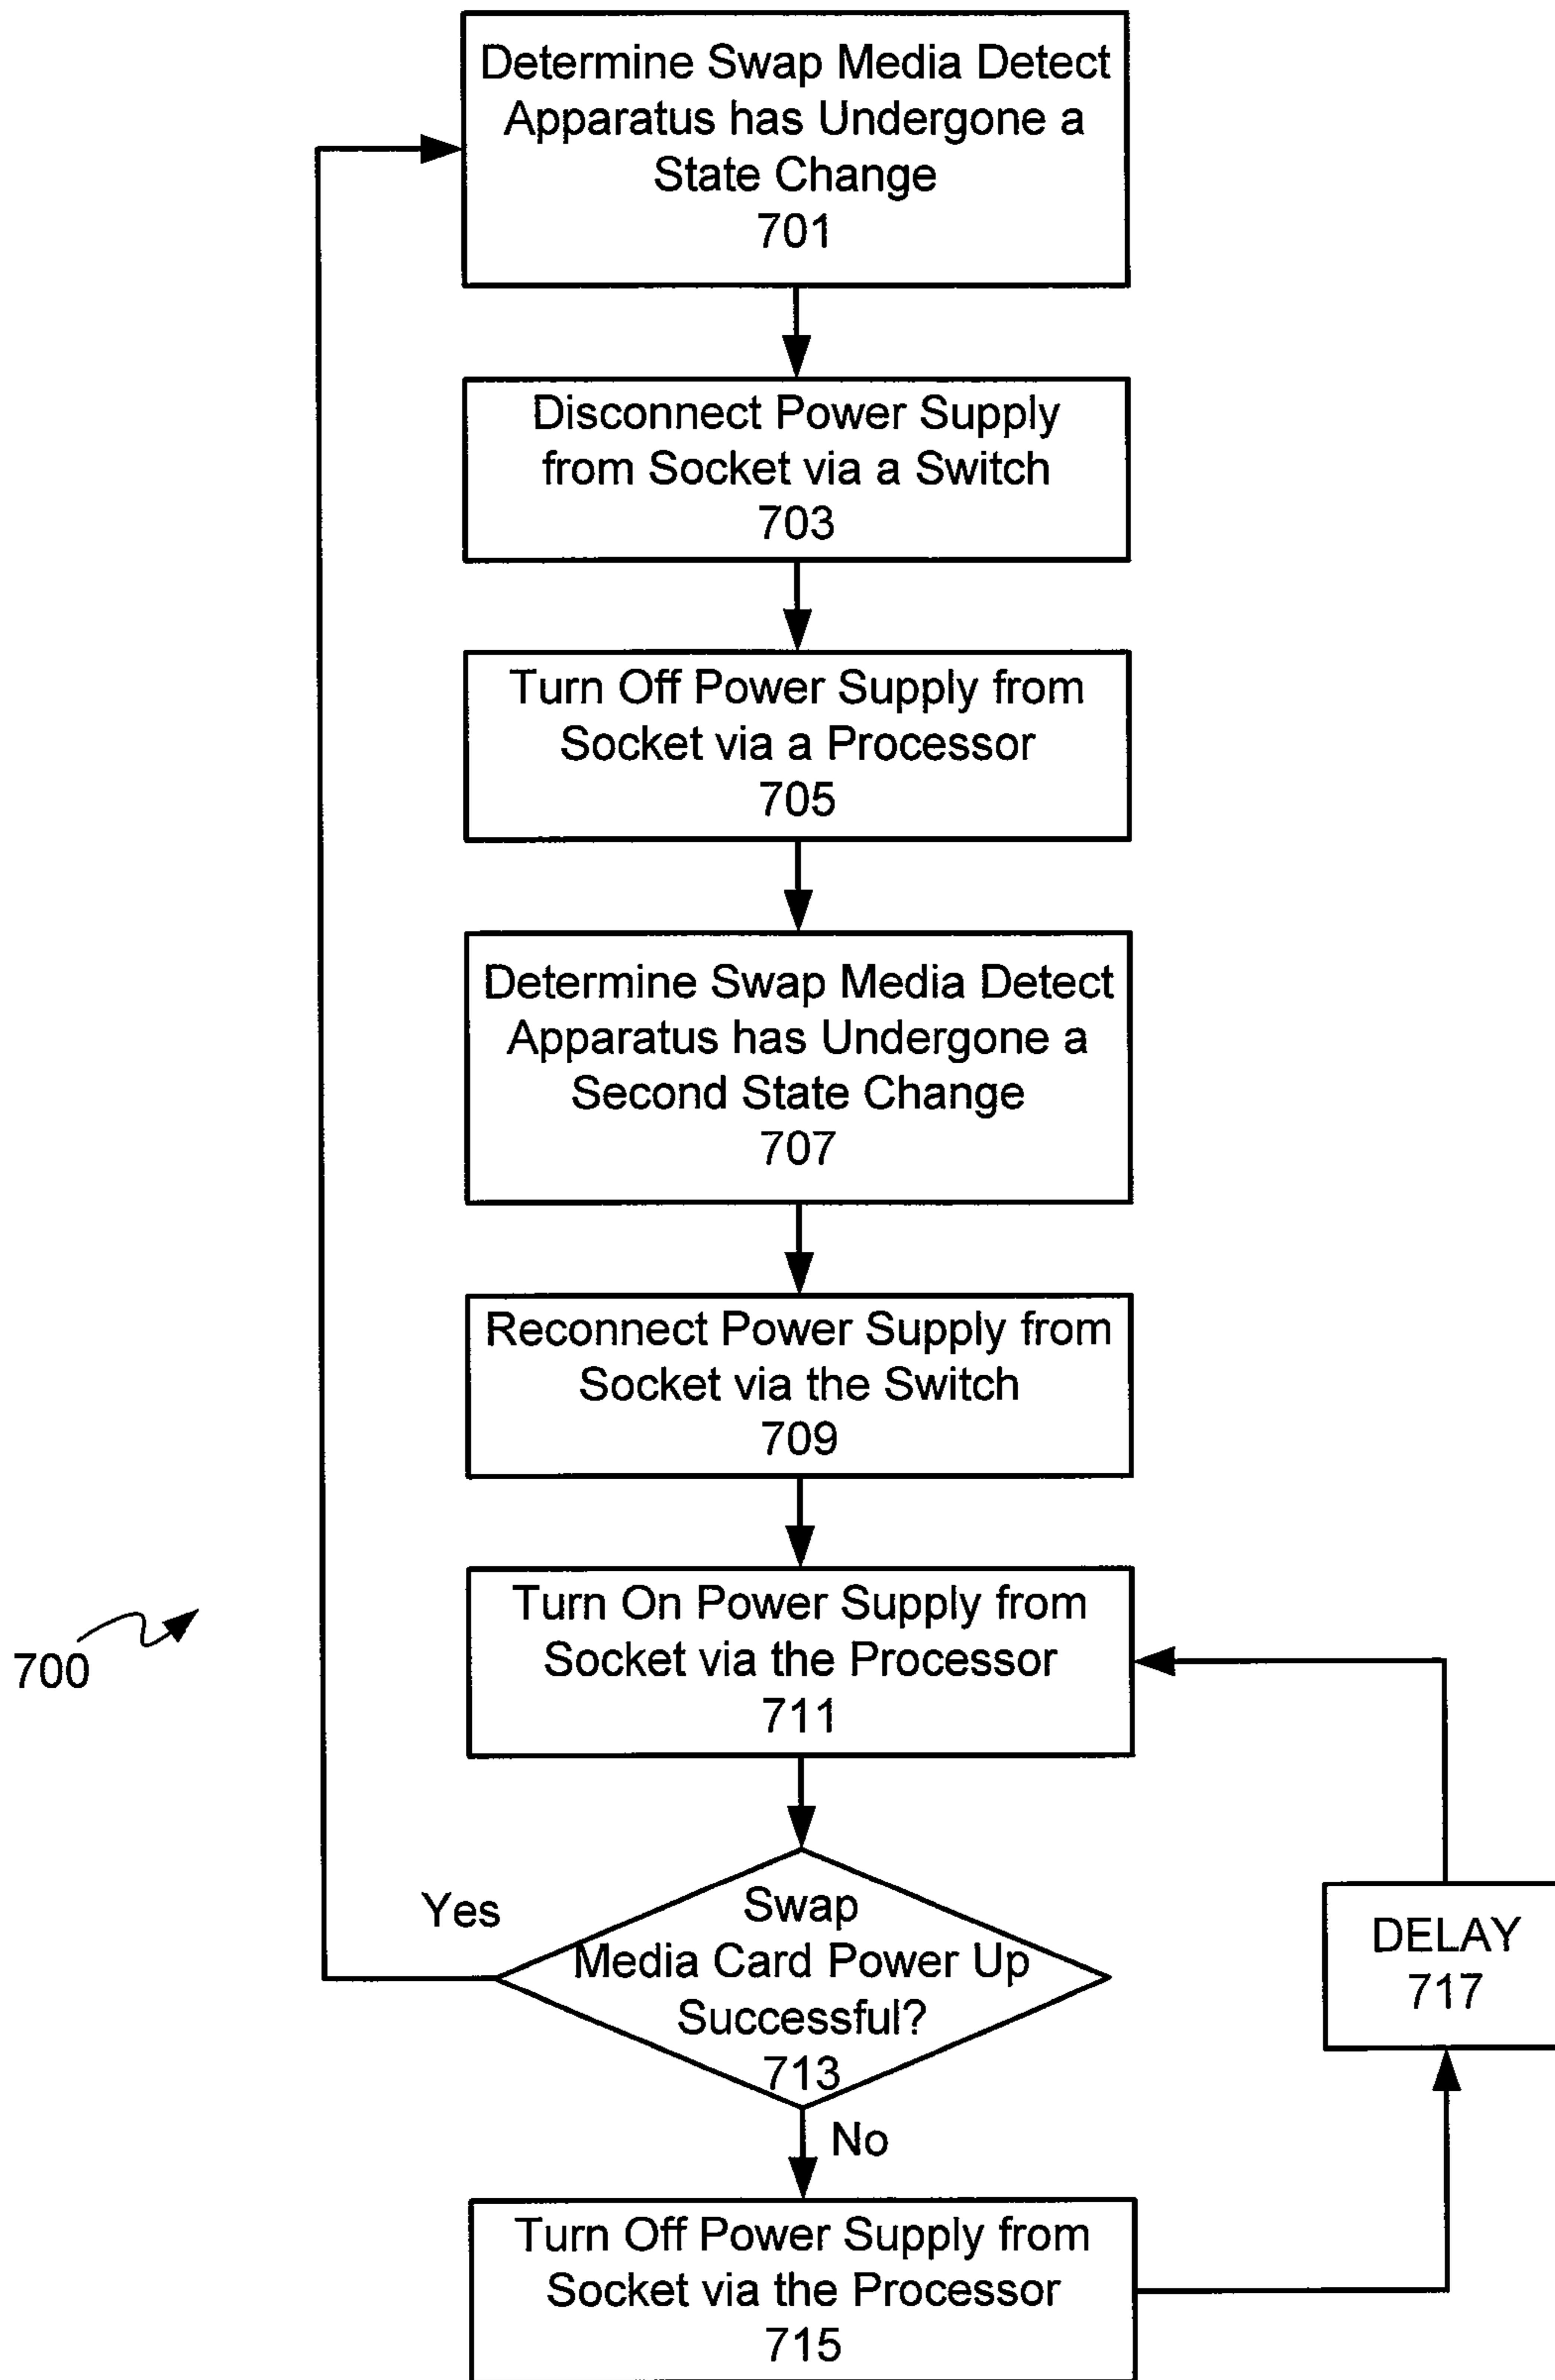 Determine Swap Media Detect
Apparatus has Undergone a
State Change
701
Disconnect Power Supply
from Socket via a Switch
703
Turn Off Power Supply from
Socket via a Processor
705
Determine Swap Media Detect
Apparatus has Undergone a
Second State Change
707
Reconnect Power Supply from
Socket via the Switch
709
Turn On Power Supply from
Socket via the Processor
711
700
Yes
Swap
Media Card Power Up
Successful?
713
DELAY
717
No
Turn Off Power Supply from
Socket via the Processor
715